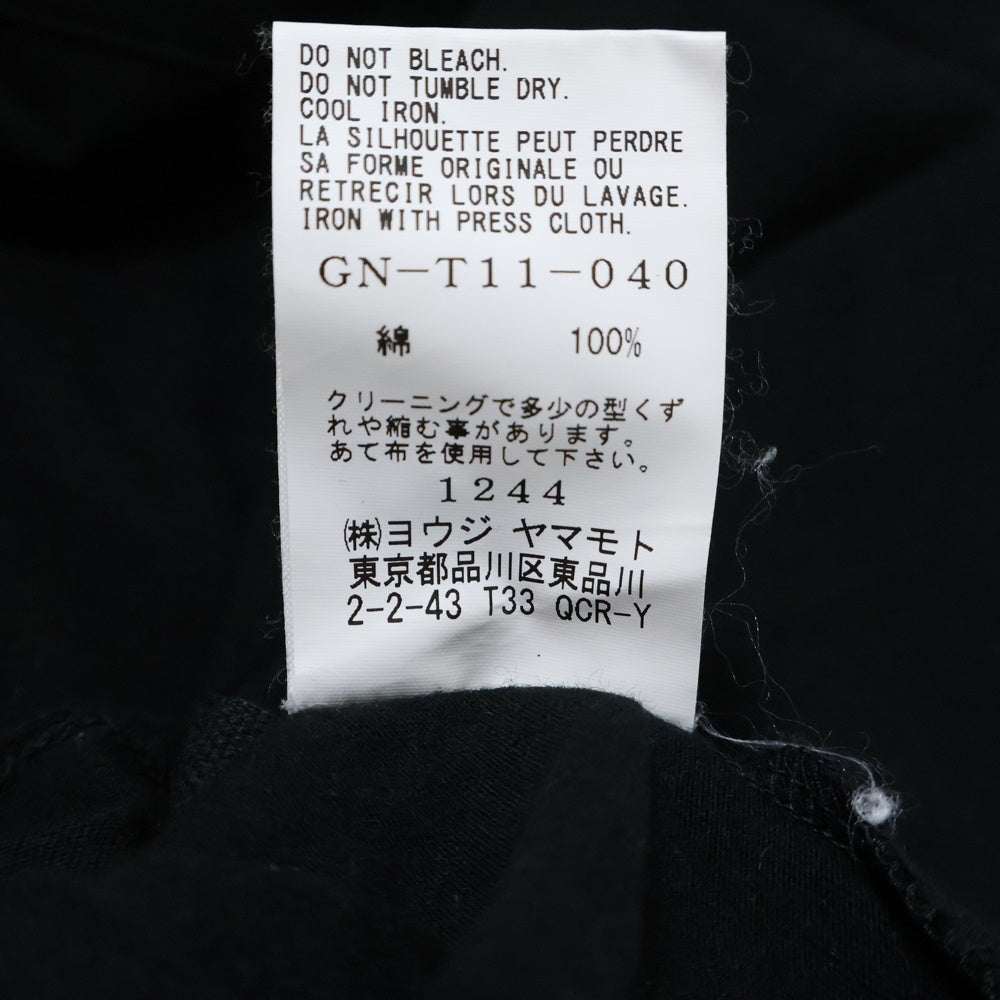 DO NOT BLEACH.
DO NOT TUMBLE DRY.
COOL IRON.
LA SILHOUETTE PEUT PERDRE
SA FORME ORIGINALE OU
RETRECIR LORS DU LAVAGE.
IRON WITH PRESS CLOTH.
GN-T11-040
綿 100%
クリーニングで多少の型くず
れや縮む事があります。
あて布を使用して下さい。
1244
㈱ヨウジ ヤマモト
東京都品川区東品川
2-2-43 T33 QCR-Y